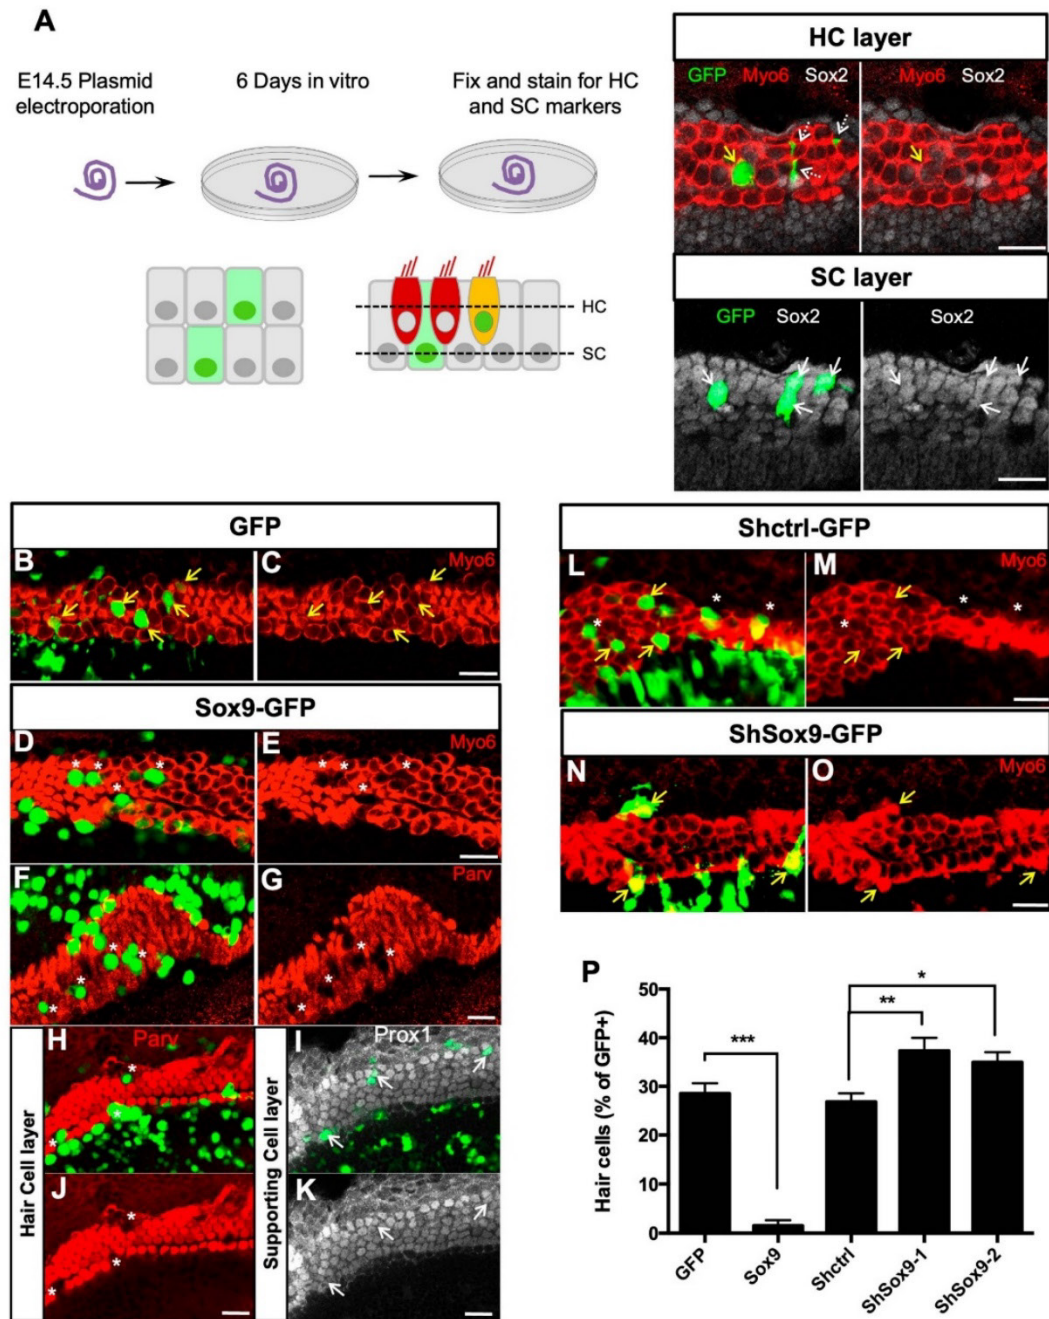 A
E14.5 Plasmid
electroporation
6 Days in vitro
Fix and stain for HC
and SC markers
HC
SC
HC layer
GFP Myo6 Sox2
Myo6 Sox2
SC layer
GFP Sox2
Sox2
GFP
B
C
Myo6
Sox9-GFP
D
E
Myo6
F
G
Parv
Hair Cell layer
H
Parv
J
Supporting Cell layer
I
Prox1
K
Shctrl-GFP
L
M
Myo6
ShSox9-GFP
N
O
Myo6
P
Hair cells (% of GFP+)
50
40
30
20
10
0
***
**
*
GFP
Sox9
Shctrl
ShSox9-1
ShSox9-2